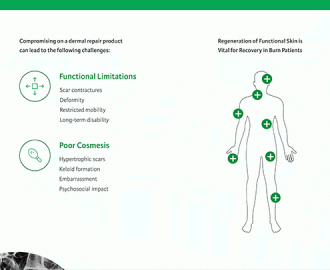 Compromising on a dermal repair product
can lead to the following challenges:
Functional Limitations
Scar contractures
Deformity
Restricted mobility
Long-term disability
Poor Cosmesis
Hypertrophic scars
Keloid formation
Embarrassment
Psychosocial impact
Regeneration of Functional Skin is
Vital for Recovery in Burn Patients